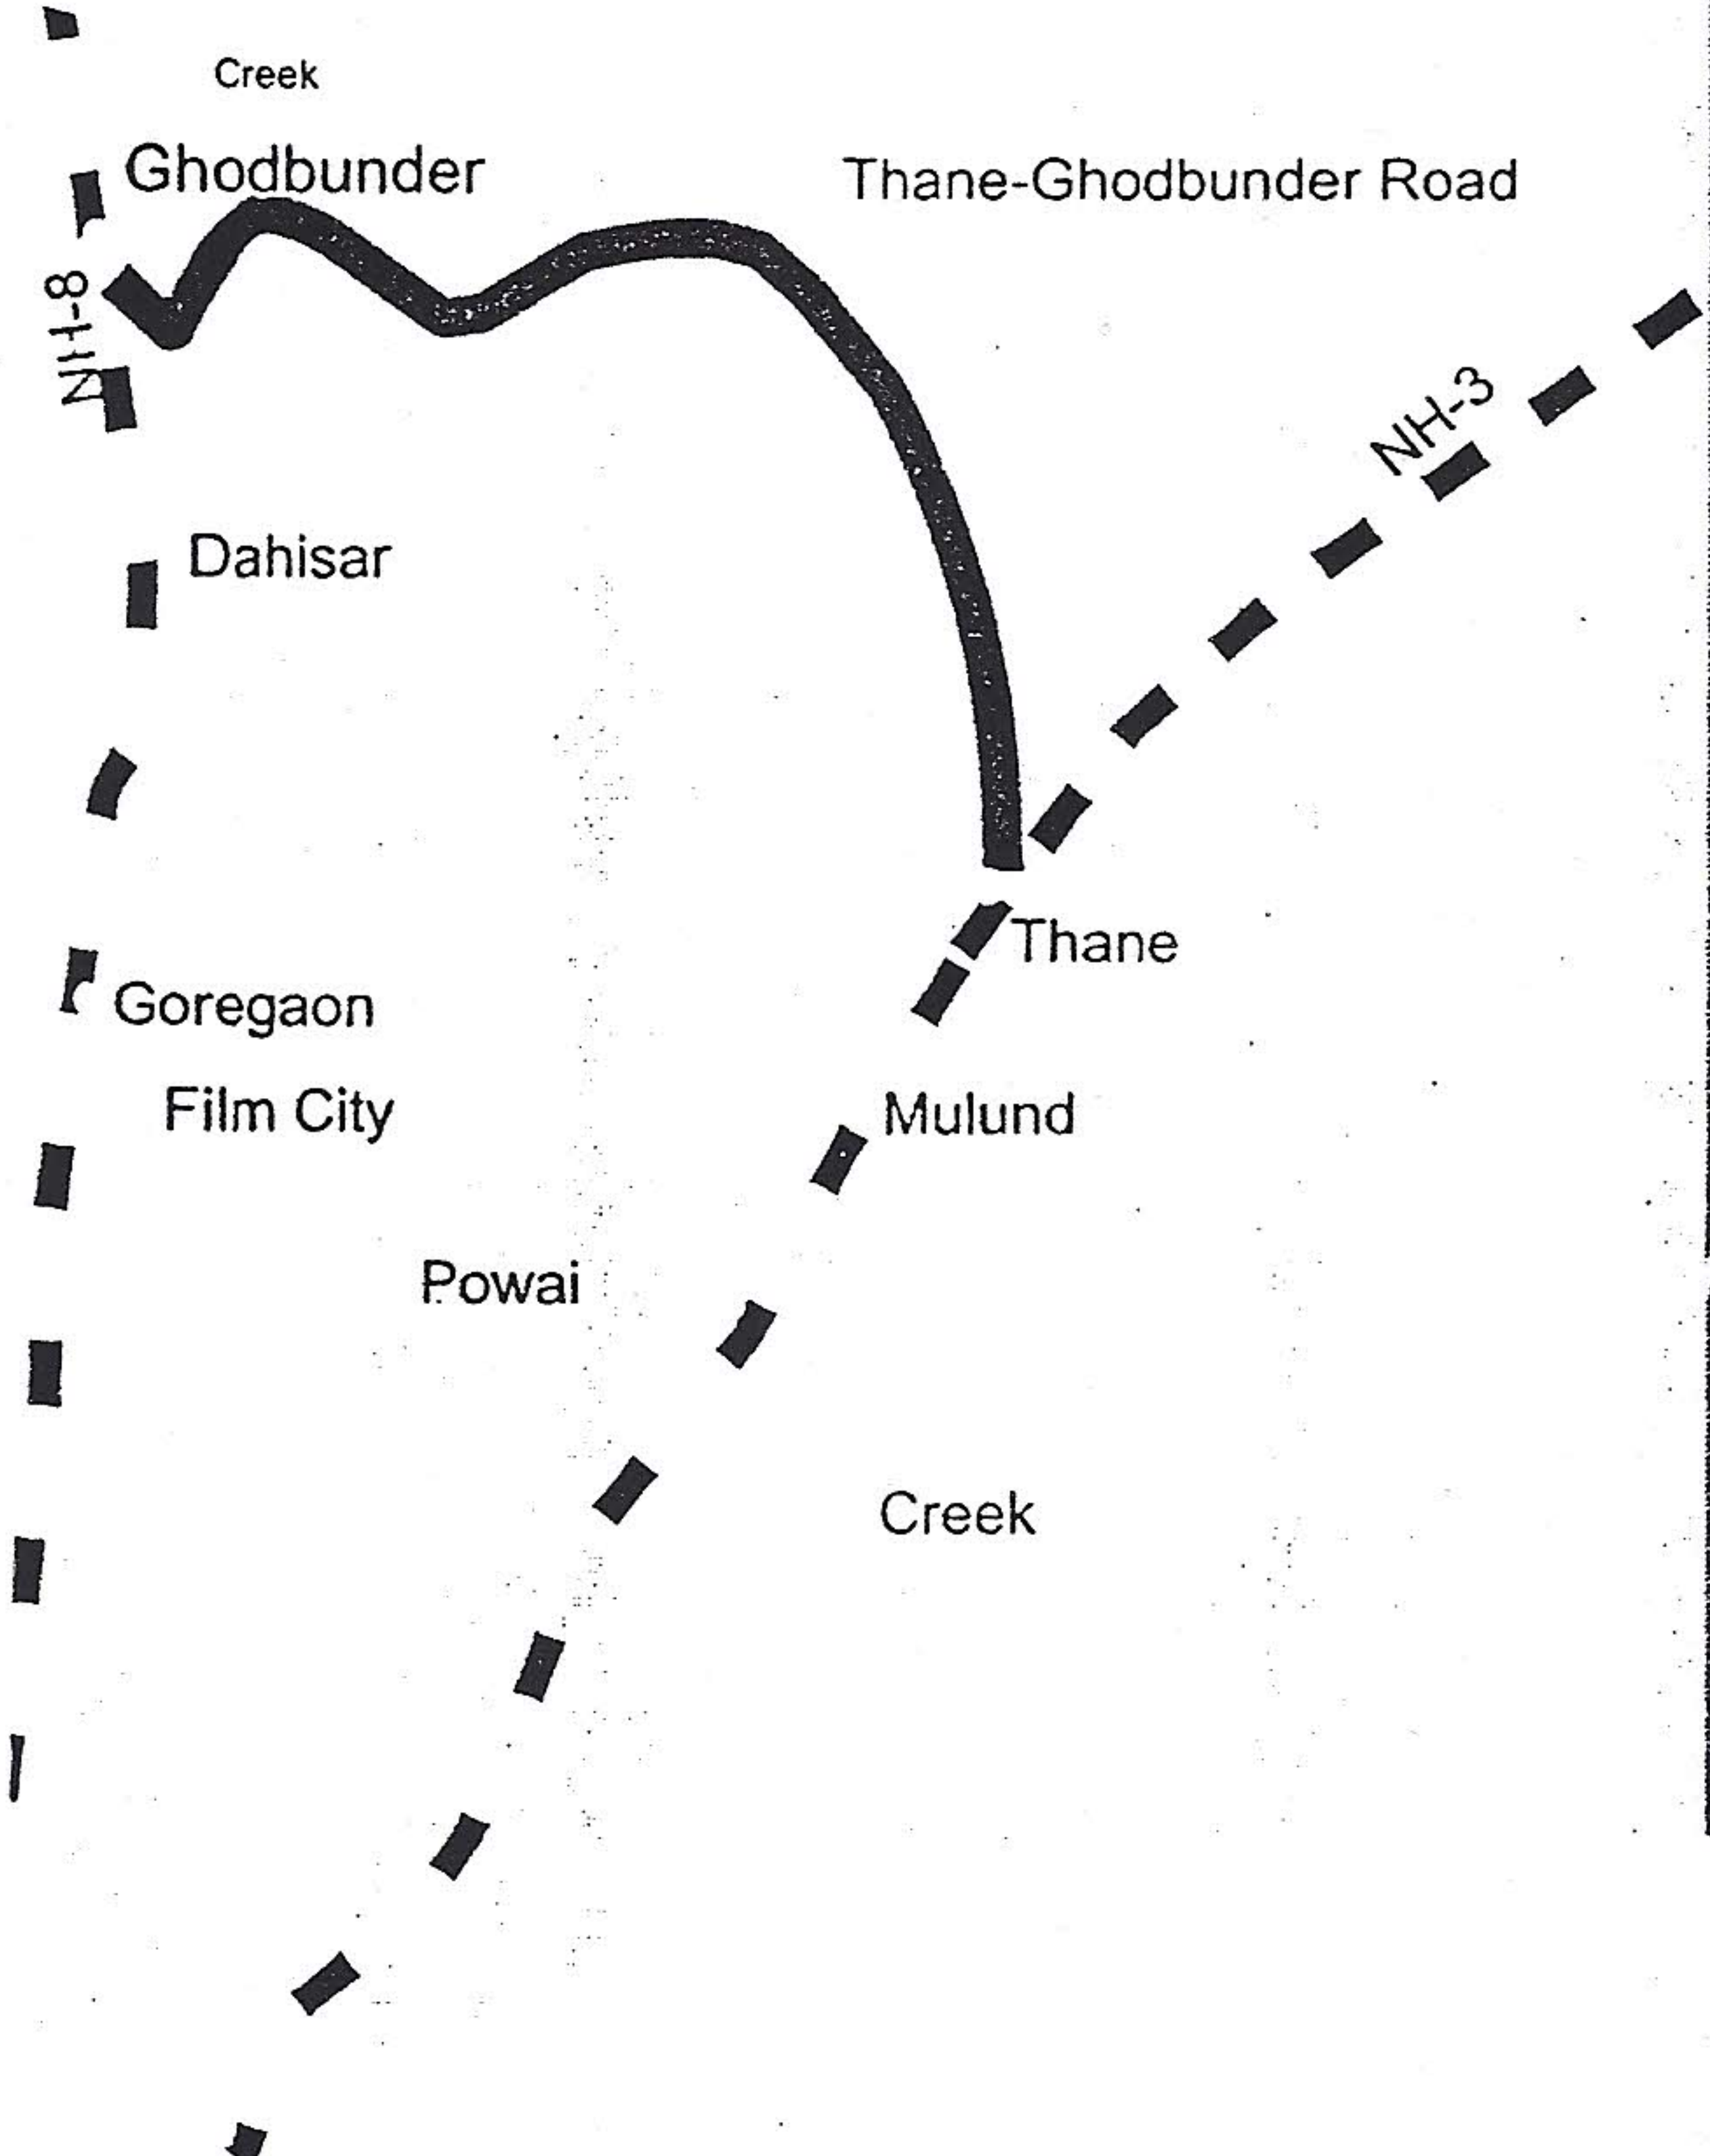 Creek
Ghodbunder
Thane-Ghodbunder Road
NH-8
NH-3
Dahisar
Thane
Goregaon
Film City
Mulund
Powai
Creek